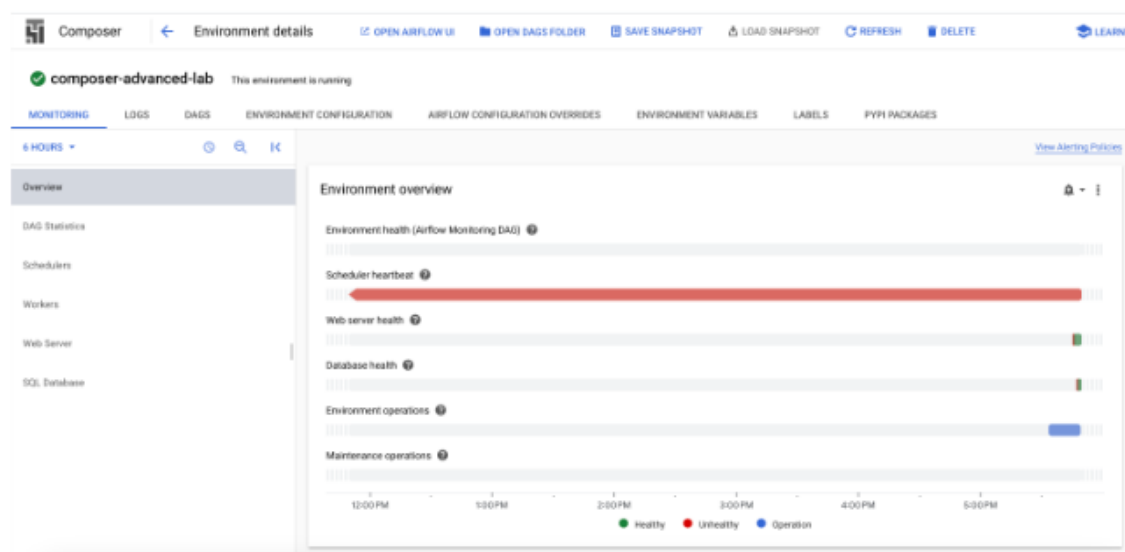 Composer Environment details OPEN AIRFLOW UI OPEN DAGS FOLDER SAVE SNAPSHOT LOAD SNAPSHOT REFRESH DELETE LEARN
composer-advanced-lab This environment is running
MONITORING LOGS DAGS ENVIRONMENT CONFIGURATION AIRFLOW CONFIGURATION OVERRIDES ENVIRONMENT VARIABLES LABELS PYPI PACKAGES
6 HOURS
View Alerting Policies
Overview
DAG Statistics
Schedulers
Workers
Web Server
SQL Database
Environment overview
Environment health (Airflow Monitoring DAG)
Scheduler heartbeat
Web server health
Database health
Environment operations
Maintenance operations
12:00 PM 1:00 PM 2:00 PM 3:00 PM 4:00 PM 5:00 PM
Healthy Unhealthy Operation